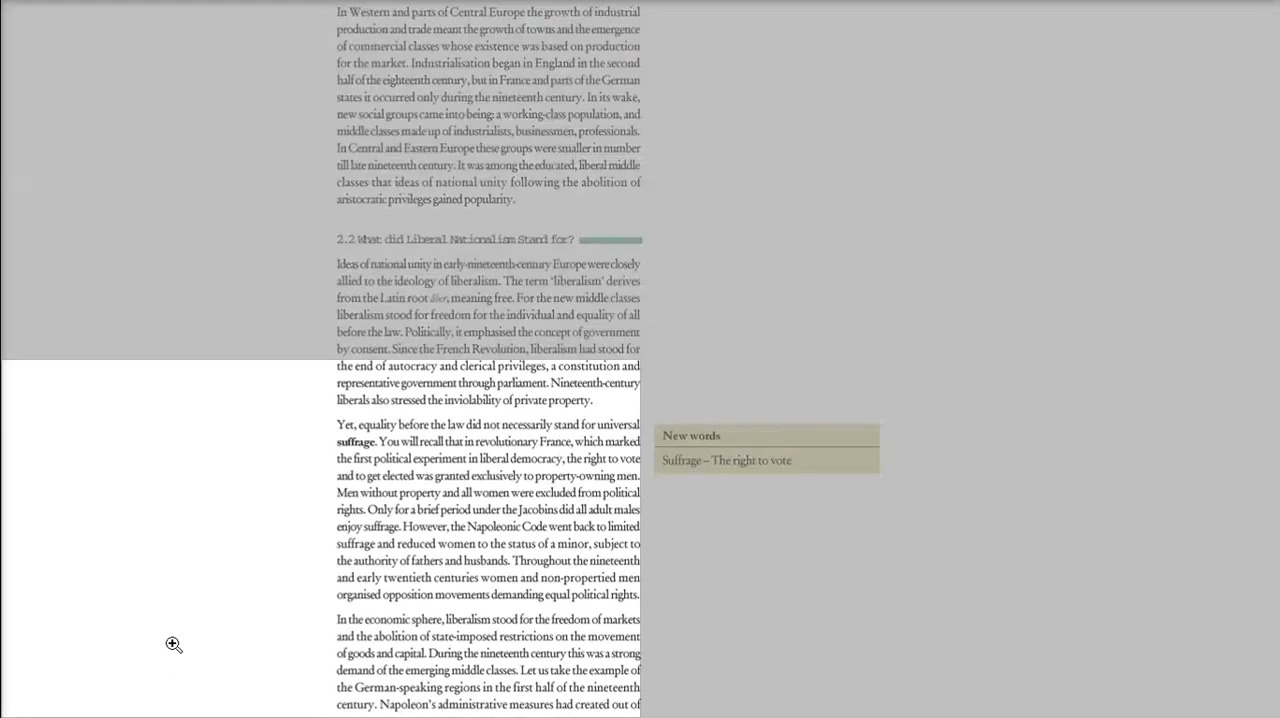 In Western and parts of Central Europe the growth of industrial
production and trade meant the growth of towns and the emergence
of commercial classes whose existence was based on production
for the market. Industrialisation began in England in the second
half of the eighteenth century, but in France and parts of the German
states it occurred only during the nineteenth century. In its wake,
new social groups came into being: a working-class population, and
middle classes made up of industrialists, businessmen, professionals.
In Central and Eastern Europe these groups were smaller in number
till late nineteenth century. It was among the educated, liberal middle
classes that ideas of national unity following the abolition of
aristocratic privileges gained popularity.
2.2 What did Liberal Nationalism Stand for?
Ideas of national unity in early-nineteenth-century Europe were closely
allied to the ideology of liberalism. The term ‘liberalism’ derives
from the Latin root liber, meaning free. For the new middle classes
liberalism stood for freedom for the individual and equality of all
before the law. Politically, it emphasised the concept of government
by consent. Since the French Revolution, liberalism had stood for
the end of autocracy and clerical privileges, a constitution and
representative government through parliament. Nineteenth-century
liberals also stressed the inviolability of private property.
Yet, equality before the law did not necessarily stand for universal
suffrage. You will recall that in revolutionary France, which marked
the first political experiment in liberal democracy, the right to vote
and to get elected was granted exclusively to property-owning men.
Men without property and all women were excluded from political
rights. Only for a brief period under the Jacobins did all adult males
enjoy suffrage. However, the Napoleonic Code went back to limited
suffrage and reduced women to the status of a minor, subject to
the authority of fathers and husbands. Throughout the nineteenth
and early twentieth centuries women and non-propertied men
organised opposition movements demanding equal political rights.
In the economic sphere, liberalism stood for the freedom of markets
and the abolition of state-imposed restrictions on the movement
of goods and capital. During the nineteenth century this was a strong
demand of the emerging middle classes. Let us take the example of
the German-speaking regions in the first half of the nineteenth
century. Napoleon’s administrative measures had created out of
New words
Suffrage – The right to vote